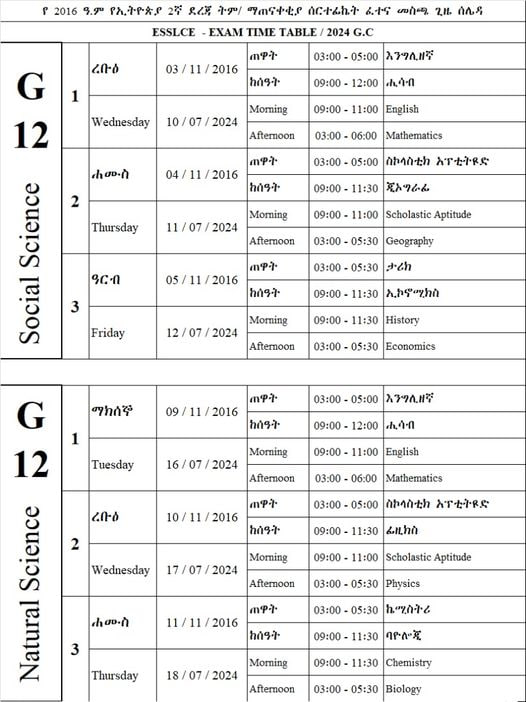 የ 2016 ዓ.ም የኢትዮጵያ 2ኛ ደረጃ ትም/ ማጠናቀቂያ ሰርተፊኬት ፈተና መስጫ ጊዜ ሰሌዳ
ESSLCE - EXAM TIME TABLE / 2024 G.C
G 12 Social Science
1
ረቡዕ 03 / 11 / 2016 ጠዋት 03:00 - 05:00 እንግሊዘኛ
ከሰዓት 09:00 - 12:00 ሒሳብ
Wednesday 10 / 07 / 2024 Morning 09:00 - 11:00 English
Afternoon 03:00 - 06:00 Mathematics
2
ሐሙስ 04 / 11 / 2016 ጠዋት 03:00 - 05:00 ስኮላስቲክ አፕቲትዩድ
ከሰዓት 09:00 - 11:30 ጂኦግራፊ
Thursday 11 / 07 / 2024 Morning 09:00 - 11:00 Scholastic Aptitude
Afternoon 03:00 - 05:30 Geography
3
ዓርብ 05 / 11 / 2016 ጠዋት 03:00 - 05:30 ታሪክ
ከሰዓት 09:00 - 11:30 ኢኮኖሚክስ
Friday 12 / 07 / 2024 Morning 09:00 - 11:30 History
Afternoon 03:00 - 05:30 Economics
G 12 Natural Science
1
ማክሰኞ 09 / 11 / 2016 ጠዋት 03:00 - 05:00 እንግሊዘኛ
ከሰዓት 09:00 - 12:00 ሒሳብ
Tuesday 16 / 07 / 2024 Morning 09:00 - 11:00 English
Afternoon 03:00 - 06:00 Mathematics
2
ረቡዕ 10 / 11 / 2016 ጠዋት 03:00 - 05:00 ስኮላስቲክ አፕቲትዩድ
ከሰዓት 09:00 - 11:30 ፊዚክስ
Wednesday 17 / 07 / 2024 Morning 09:00 - 11:00 Scholastic Aptitude
Afternoon 03:00 - 05:30 Physics
3
ሐሙስ 11 / 11 / 2016 ጠዋት 03:00 - 05:30 ኬሚስትሪ
ከሰዓት 09:00 - 11:30 ባዮሎጂ
Thursday 18 / 07 / 2024 Morning 09:00 - 11:30 Chemistry
Afternoon 03:00 - 05:30 Biology